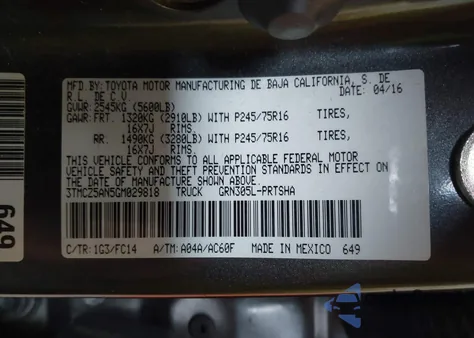 MFD BY: TOYOTA MOTOR MANUFACTURING DE BAJA CALIFORNIA, S. DE
R. L. DE C. V. DATE: 04/16
GVWR: 2545KG (5600LB)
GAWR: FRT. 1320KG (2910LB) WITH P245/75R16 TIRES,
16X7J RIMS
RR. 1490KG (3280LB) WITH P245/75R16 TIRES,
16X7J RIMS
THIS VEHICLE CONFORMS TO ALL APPLICABLE FEDERAL MOTOR
VEHICLE SAFETY AND THEFT PREVENTION STANDARDS IN EFFECT ON
THE DATE OF MANUFACTURE SHOWN ABOVE.
3TMCZ5AN5GM029818 TRUCK GRN305L-PRTSHA
C/TR: 1G3/FC14 A/TM: A04A/AC60F MADE IN MEXICO 649
649